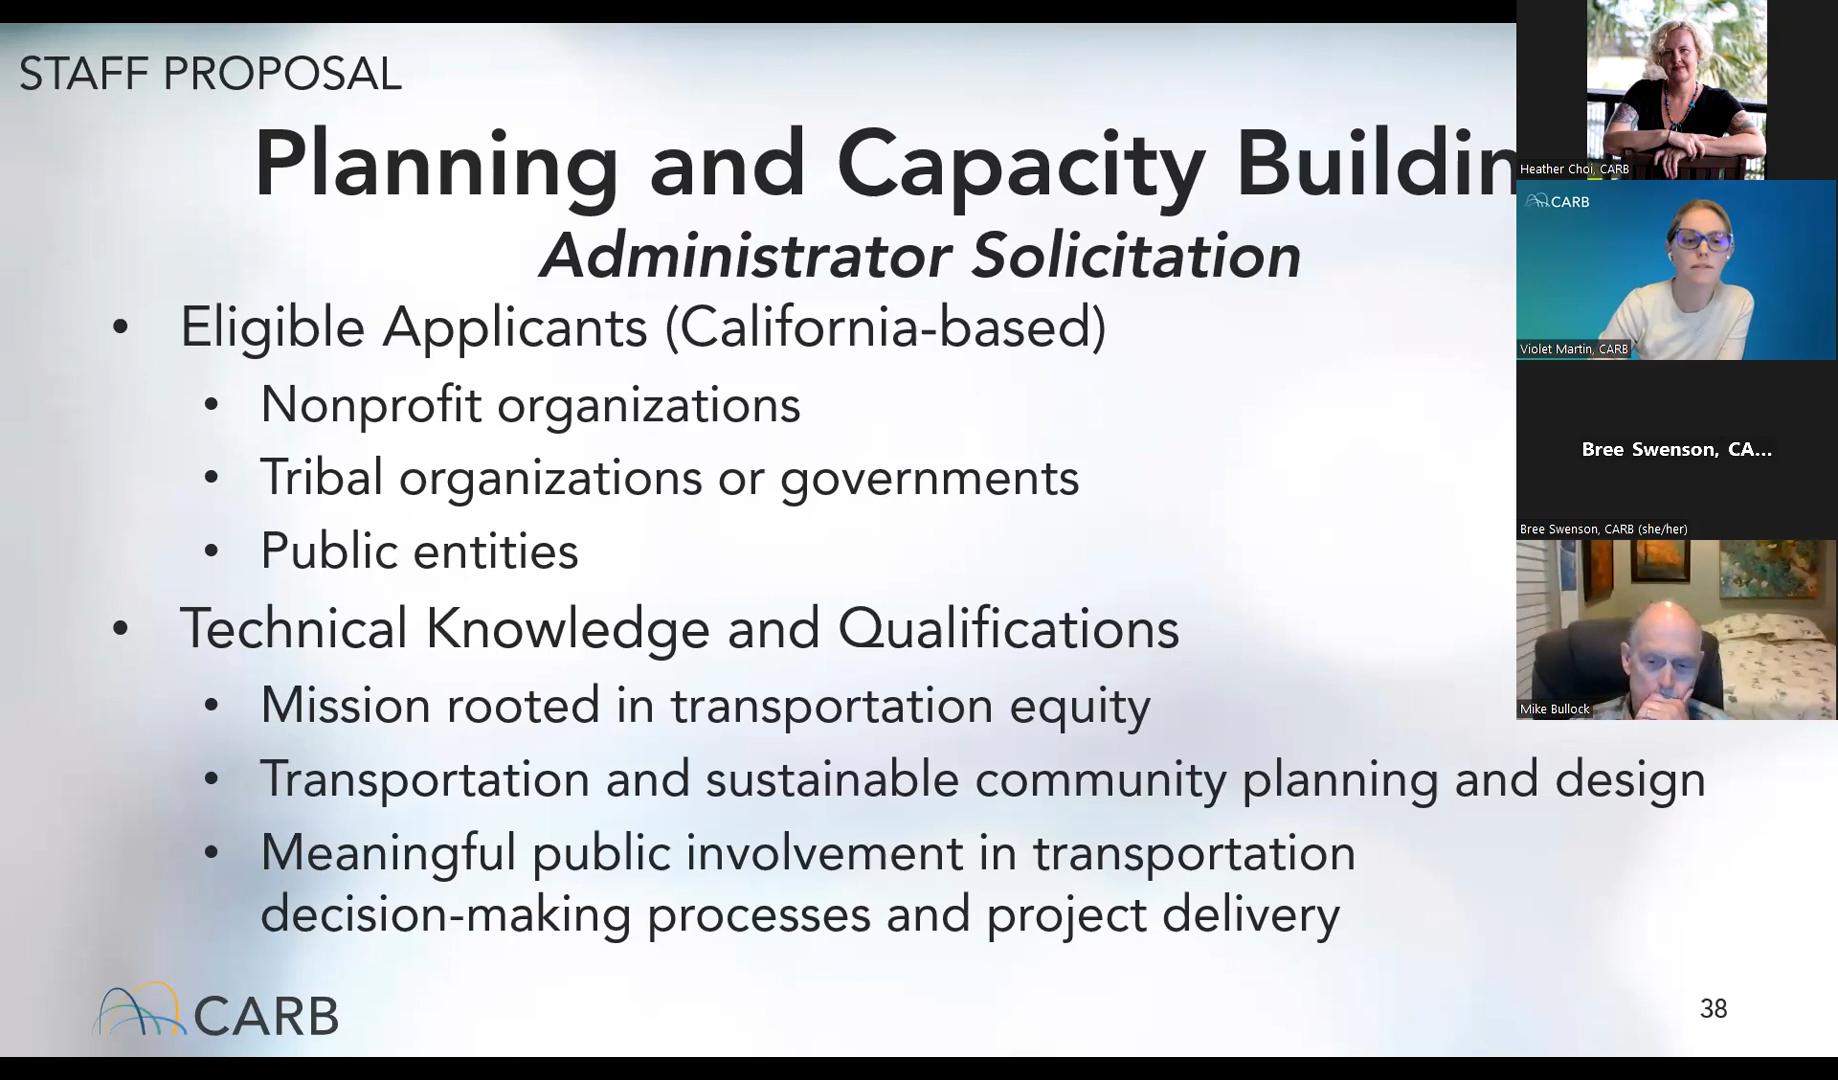 STAFF PROPOSAL
Planning and Capacity Buildin
Administrator Solicitation
• Eligible Applicants (California-based)
• Nonprofit organizations
• Tribal organizations or governments
• Public entities
• Technical Knowledge and Qualifications
• Mission rooted in transportation equity
• Transportation and sustainable community planning and design
• Meaningful public involvement in transportation
decision-making processes and project delivery
CARB
38
Heather Choi, CARB
CARB
Violet Martin, CARB
Bree Swenson, CA...
Bree Swenson, CARB (she/her)
Mike Bullock